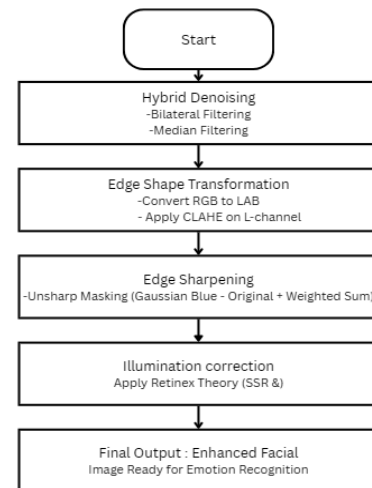 Start
Hybrid Denoising
-Bilateral Filtering
-Median Filtering
Edge Shape Transformation
-Convert RGB to LAB
- Apply CLAHE on L-channel
Edge Sharpening
-Unsharp Masking (Gaussian Blue - Original + Weighted Sum)
Illumination correction
Apply Retinex Theory (SSR &)
Final Output : Enhanced Facial
Image Ready for Emotion Recognition